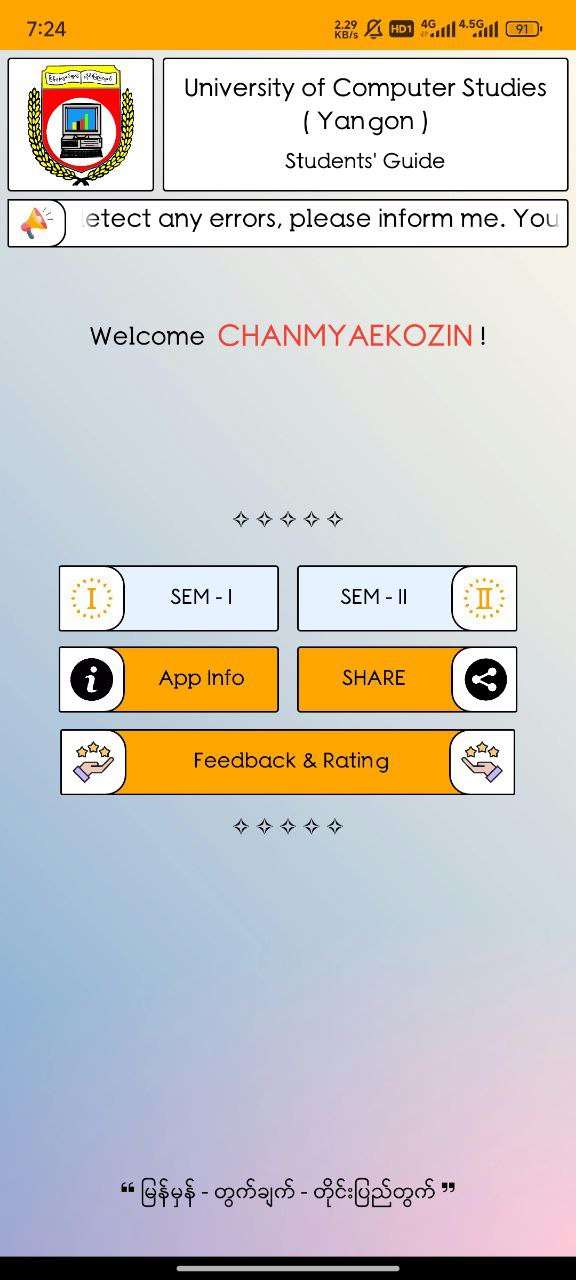 7:24
2.29 KB/s HD1 4G 4.5G 91
University of Computer Studies
( Yangon )
Students' Guide
etect any errors, please inform me. You
Welcome CHANMYAEKOZIN !
I SEM - I SEM - II II
App Info SHARE
Feedback & Rating
❝ မြန်မှန် - တွက်ချက် - တိုင်းပြည်တွက် ❞